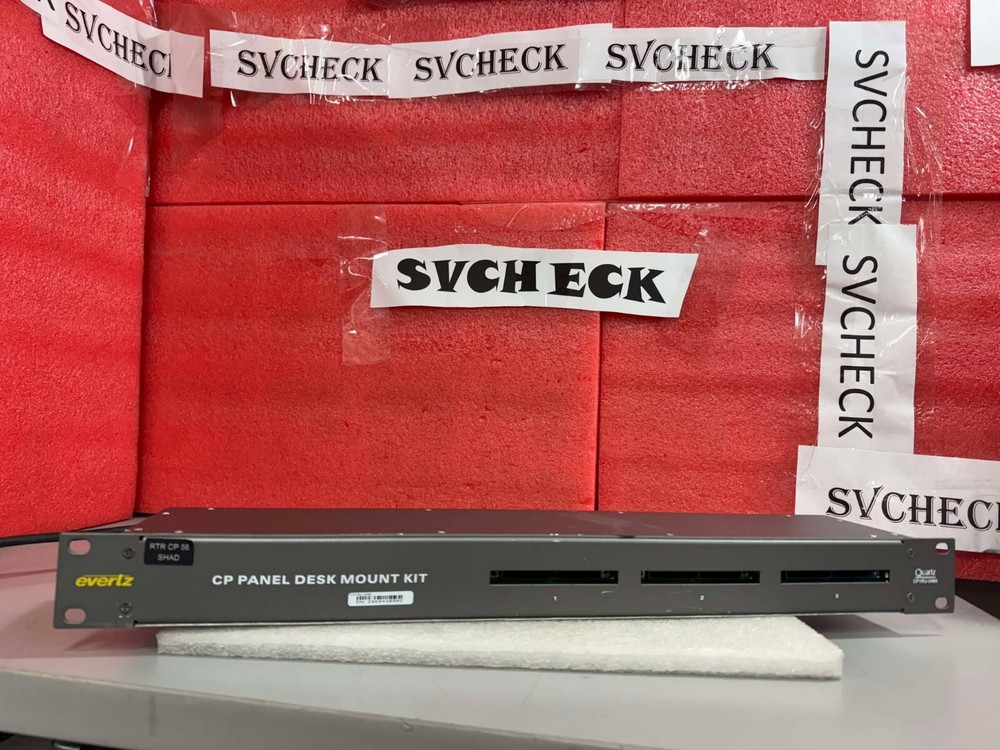 SVCHECK
SVCHECK
SVCHECK
SVCHECK
SVCHECK
SVCHECK
SVCH ECK
SVCHECK
RTR CP 56
SHAD
evertz
CP PANEL DESK MOUNT KIT
1
2
3
Quartz